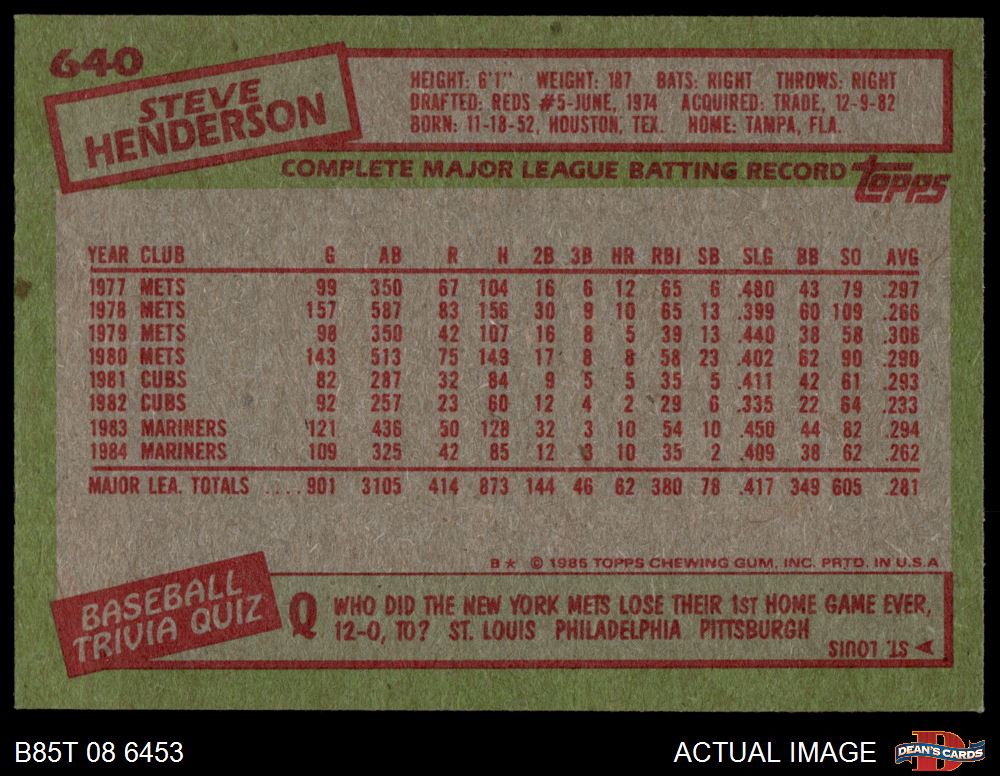 640
STEVE
HENDERSON
HEIGHT: 6'1" WEIGHT: 187 BATS: RIGHT THROWS: RIGHT
DRAFTED: REDS #5-JUNE, 1974 ACQUIRED: TRADE, 12-9-82
BORN: 11-18-52, HOUSTON, TEX. HOME: TAMPA, FLA.
COMPLETE MAJOR LEAGUE BATTING RECORD topps
YEAR CLUB G AB R H 2B 3B HR RBI SB SLG BB SO AVG
1977 METS 99 350 67 104 16 6 12 65 6 .480 43 79 .297
1978 METS 157 587 83 156 30 9 10 65 13 .399 60 109 .266
1979 METS 98 350 42 107 16 8 5 39 13 .440 38 58 .306
1980 METS 143 513 75 149 17 8 8 58 23 .402 62 90 .290
1981 CUBS 82 287 32 84 9 5 5 35 5 .411 42 61 .293
1982 CUBS 92 257 23 60 12 4 2 29 6 .335 22 64 .233
1983 MARINERS 121 436 50 128 32 3 10 54 10 .450 44 82 .294
1984 MARINERS 109 325 42 85 12 3 10 35 2 .409 38 62 .262
MAJOR LEA. TOTALS ....901 3105 414 873 144 46 62 380 78 .417 349 605 .281
B★ © 1985 TOPPS CHEWING GUM, INC. PRTD. IN U.S.A
BASEBALL
TRIVIA QUIZ
Q WHO DID THE NEW YORK METS LOSE THEIR 1ST HOME GAME EVER,
12-0, TO? ST. LOUIS PHILADELPHIA PITTSBURGH
A ST. LOUIS
B85T 08 6453
ACTUAL IMAGE
DEAN'S CARDS